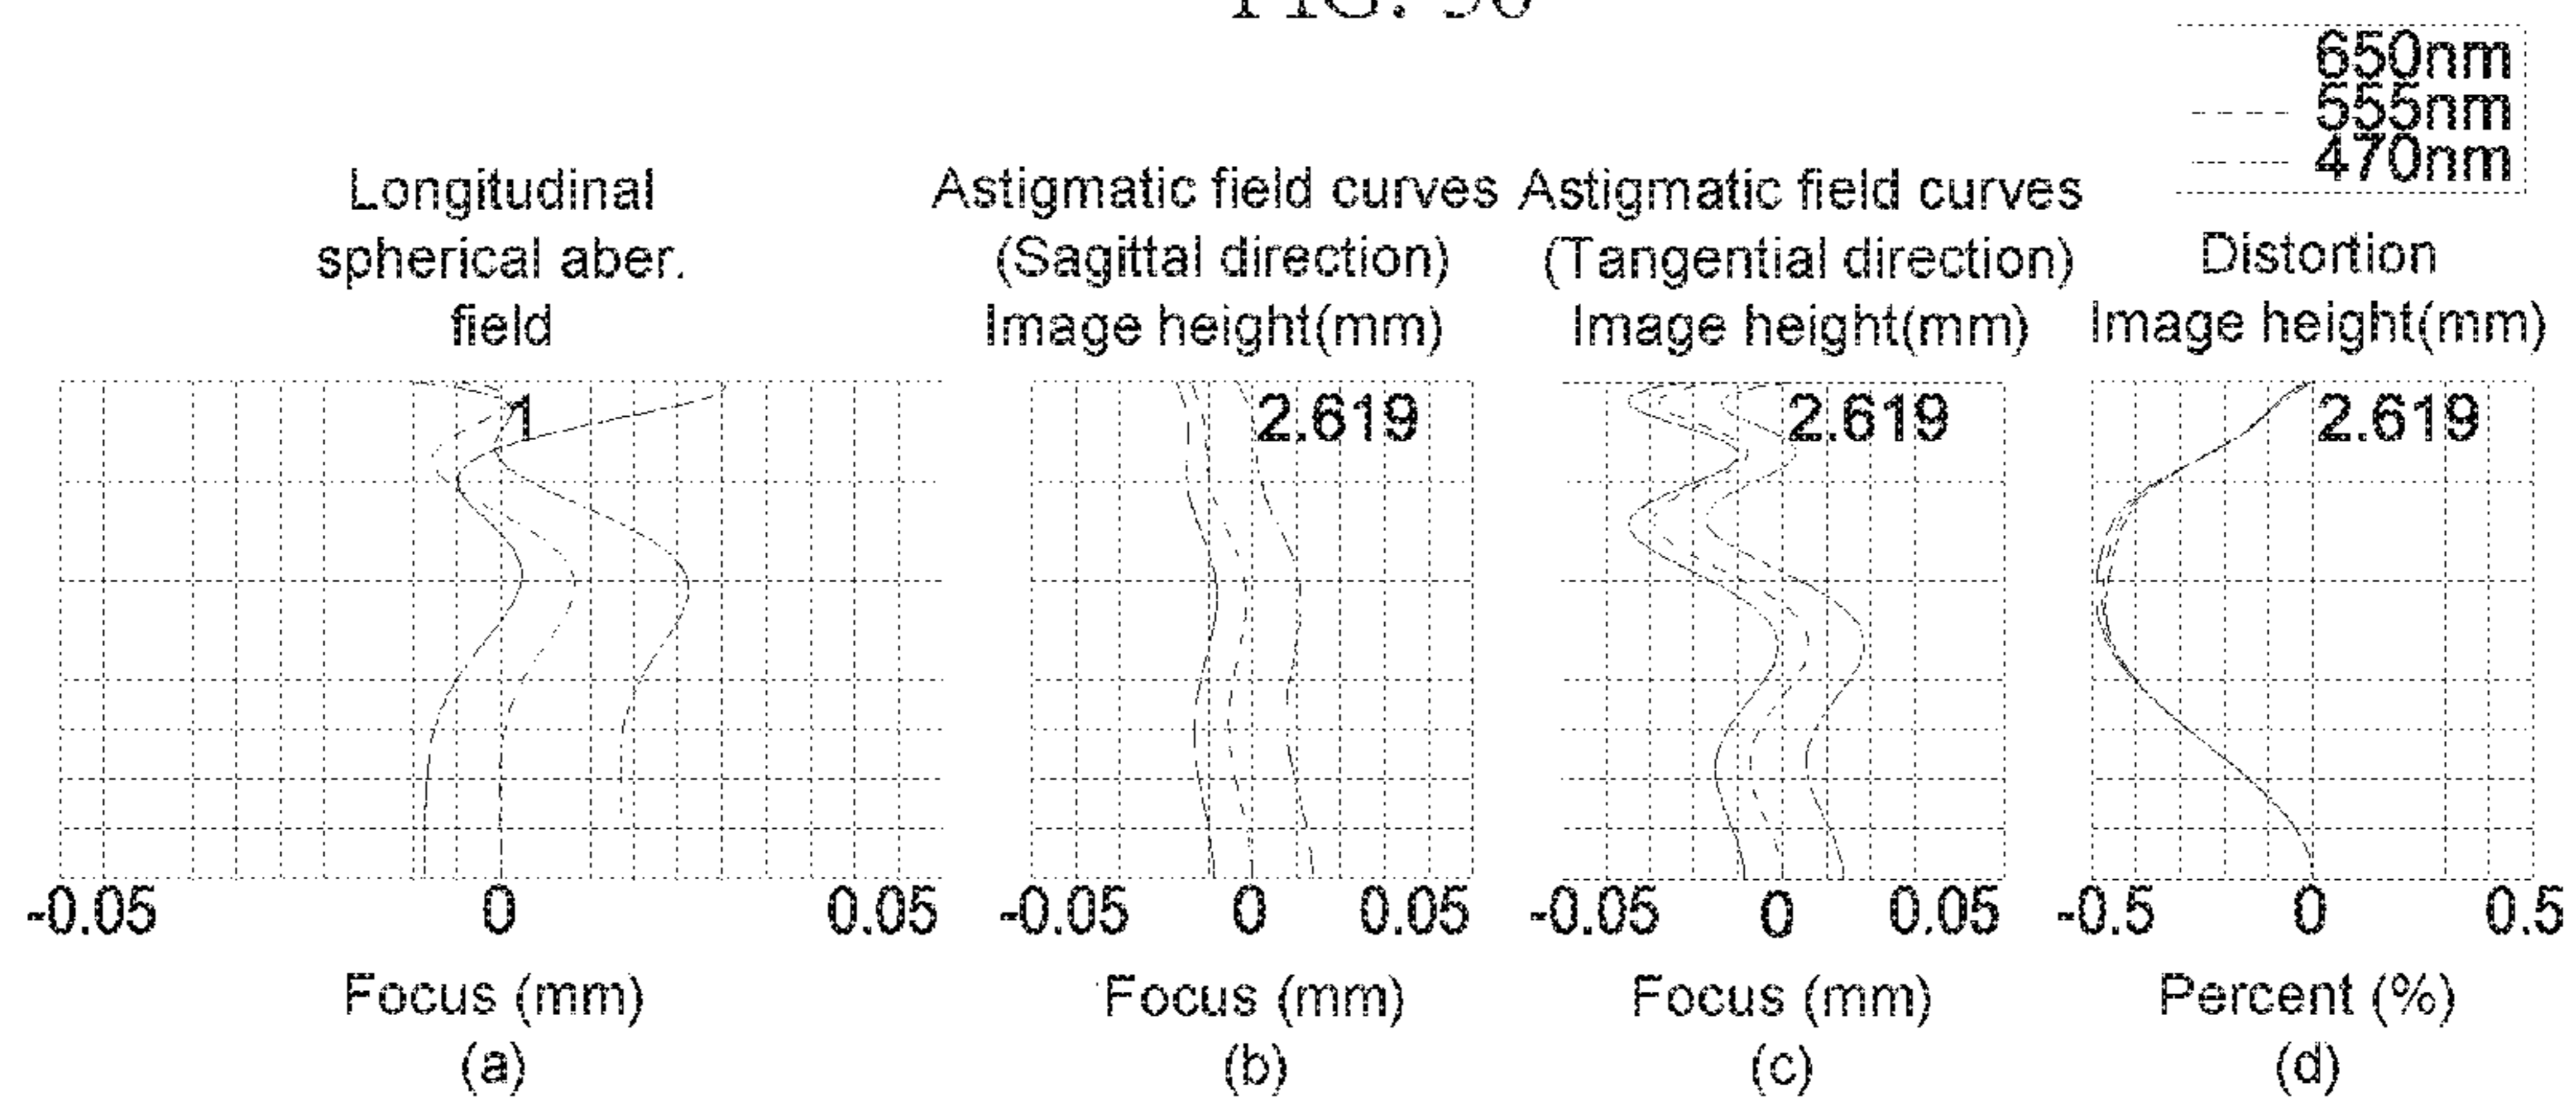 650nm
555nm
470nm
Longitudinal
spherical aber.
field
Astigmatic field curves
(Sagittal direction)
Image height(mm)
Astigmatic field curves
(Tangential direction)
Image height(mm)
Distortion
Image height(mm)
1
2.619
2.619
2.619
-0.05 0 0.05
-0.05 0 0.05
-0.05 0 0.05
-0.5 0 0.5
Focus (mm)
Focus (mm)
Focus (mm)
Percent (%)
(a)
(b)
(c)
(d)